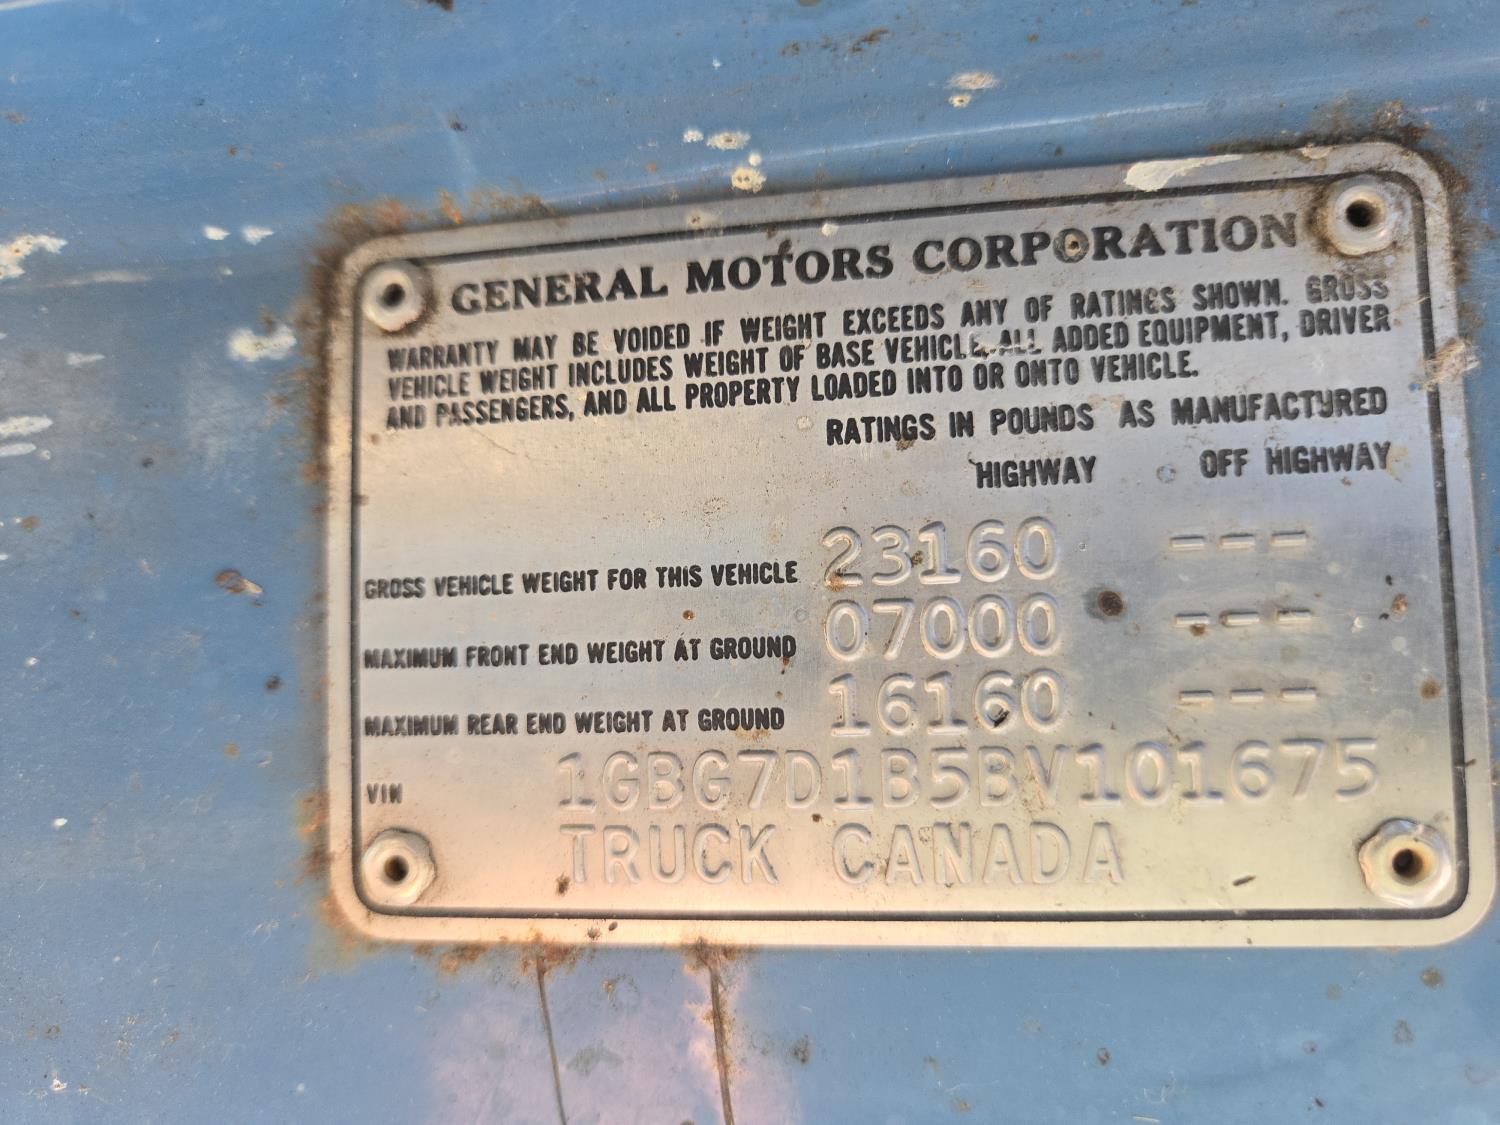 GENERAL MOTORS CORPORATION
WARRANTY MAY BE VOIDED IF WEIGHT EXCEEDS ANY OF RATINGS SHOWN. GROSS
VEHICLE WEIGHT INCLUDES WEIGHT OF BASE VEHICLE, ALL ADDED EQUIPMENT, DRIVER
AND PASSENGERS, AND ALL PROPERTY LOADED INTO OR ONTO VEHICLE.
RATINGS IN POUNDS AS MANUFACTURED
HIGHWAY OFF HIGHWAY
GROSS VEHICLE WEIGHT FOR THIS VEHICLE 23160 ---
MAXIMUM FRONT END WEIGHT AT GROUND 07000 ---
MAXIMUM REAR END WEIGHT AT GROUND 16160 ---
VIN 1GBG7D1B5BV101675
TRUCK CANADA